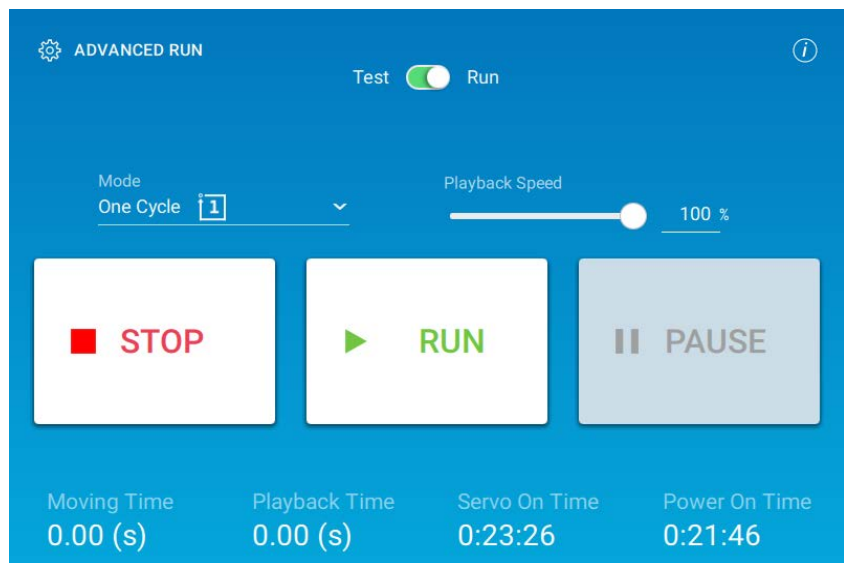 ADVANCED RUN
i
Test Run
Mode
One Cycle 1
Playback Speed
100 %
STOP
RUN
PAUSE
Moving Time Playback Time Servo On Time Power On Time
0.00 (s) 0.00 (s) 0:23:26 0:21:46